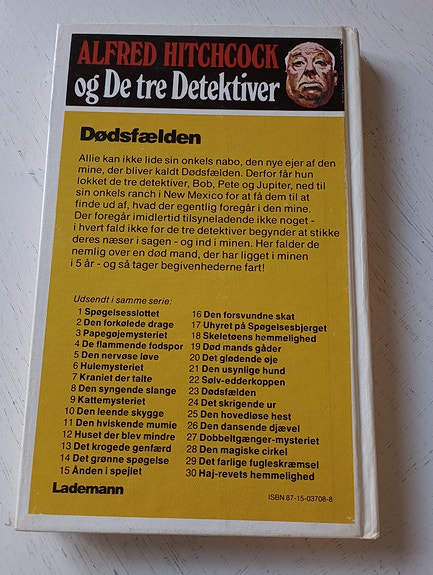 ALFRED HITCHCOCK
og De tre Detektiver
Dødsfælden
Allie kan ikke lide sin onkels nabo, den nye ejer af den
mine, der bliver kaldt Dødsfælden. Derfor får hun
lokket de tre detektiver, Bob, Pete og Jupiter, ned til
sin onkels ranch i New Mexico for at få dem til at
finde ud af, hvad der egentlig foregår i den mine.
Der foregår imidlertid tilsyneladende ikke noget -
i hvert fald ikke før de tre detektiver begynder at stikke
deres næser i sagen - og ind i minen. Her falder de
nemlig over en død mand, der har ligget i minen
i 5 år - og så tager begivenhederne fart!
Udsendt i samme serie:
1 Spøgelsesslottet
2 Den forkølede drage
3 Papegøjemysteriet
4 De flammende fodspor
5 Den nervøse løve
6 Hulemysteriet
7 Kraniet der talte
8 Den syngende slange
9 Kattemysteriet
10 Den leende skygge
11 Den hviskende mumie
12 Huset der blev mindre
13 Det krogede genfærd
14 Det grønne spøgelse
15 Ånden i spejlet
16 Den forsvundne skat
17 Uhyret på Spøgelsesbjerget
18 Skeletøens hemmelighed
19 Død mands gåder
20 Det glødende øje
21 Den usynlige hund
22 Sølv-edderkoppen
23 Dødsfælden
24 Det skrigende ur
25 Den hovedløse hest
26 Den dansende djævel
27 Dobbeltgænger-mysteriet
28 Den magiske cirkel
29 Det farlige fugleskræmsel
30 Haj-revets hemmelighed
Lademann
ISBN 87-15-03708-8